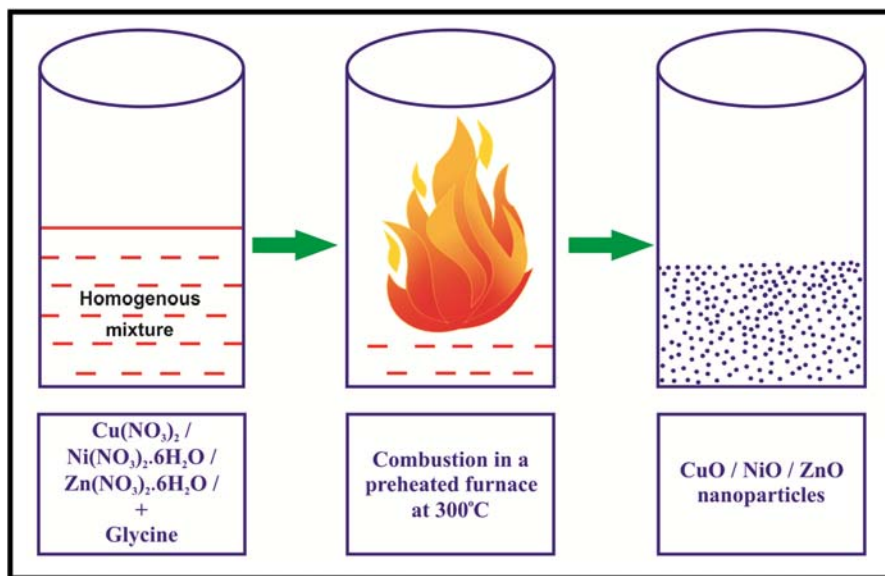 Homogenous
mixture
Cu(NO₃)₂ /
Ni(NO₃)₂.6H₂O /
Zn(NO₃)₂.6H₂O /
+
Glycine
Combustion in a
preheated furnace
at 300°C
CuO / NiO / ZnO
nanoparticles